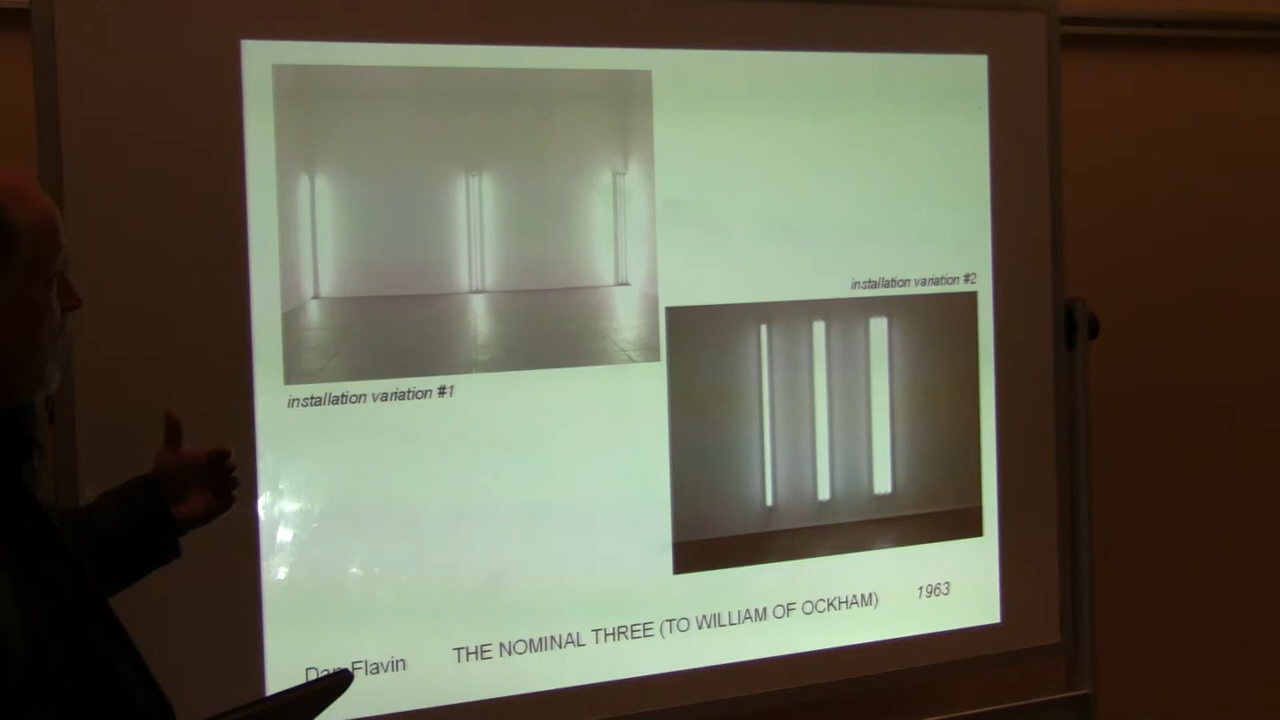 installation variation #2
installation variation #1
THE NOMINAL THREE (TO WILLIAM OF OCKHAM) 1963
Dan Flavin